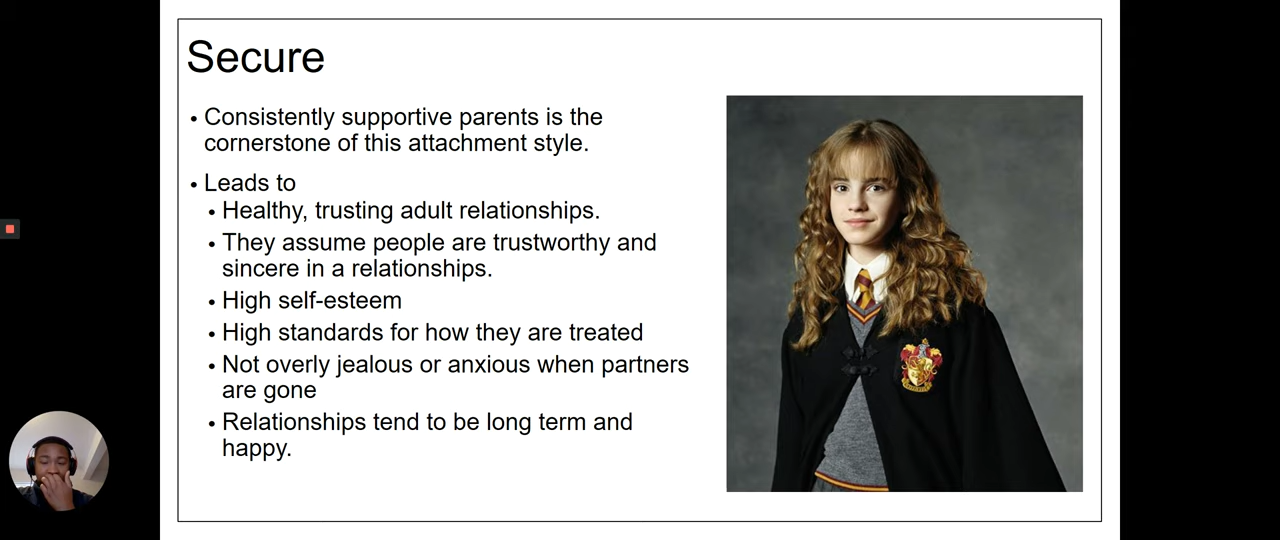 Secure
• Consistently supportive parents is the
cornerstone of this attachment style.
• Leads to
• Healthy, trusting adult relationships.
• They assume people are trustworthy and
sincere in a relationships.
• High self-esteem
• High standards for how they are treated
• Not overly jealous or anxious when partners
are gone
• Relationships tend to be long term and
happy.